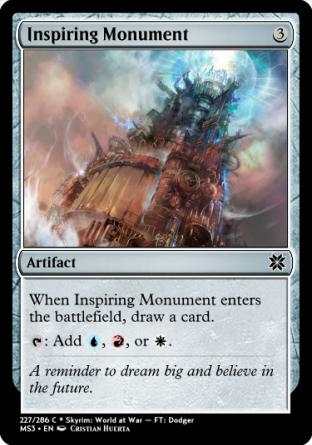 Inspiring Monument 3
Artifact
When Inspiring Monument enters
the battlefield, draw a card.
: Add , , or .
A reminder to dream big and believe in
the future.
227/286 C * Skyrim: World at War — FT: Dodger
MS3 • EN Cristian Huerta